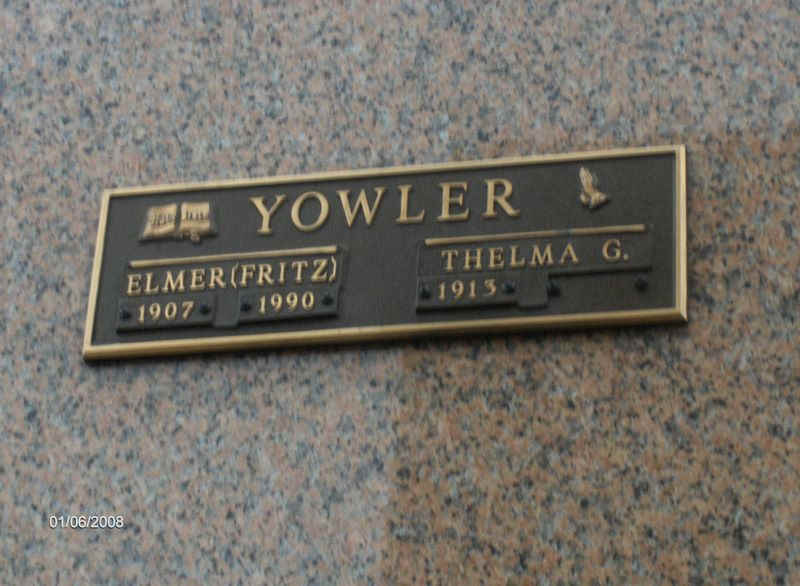 YOWLER
ELMER (FRITZ)
1907 1990
THELMA G.
1913
01/06/2008